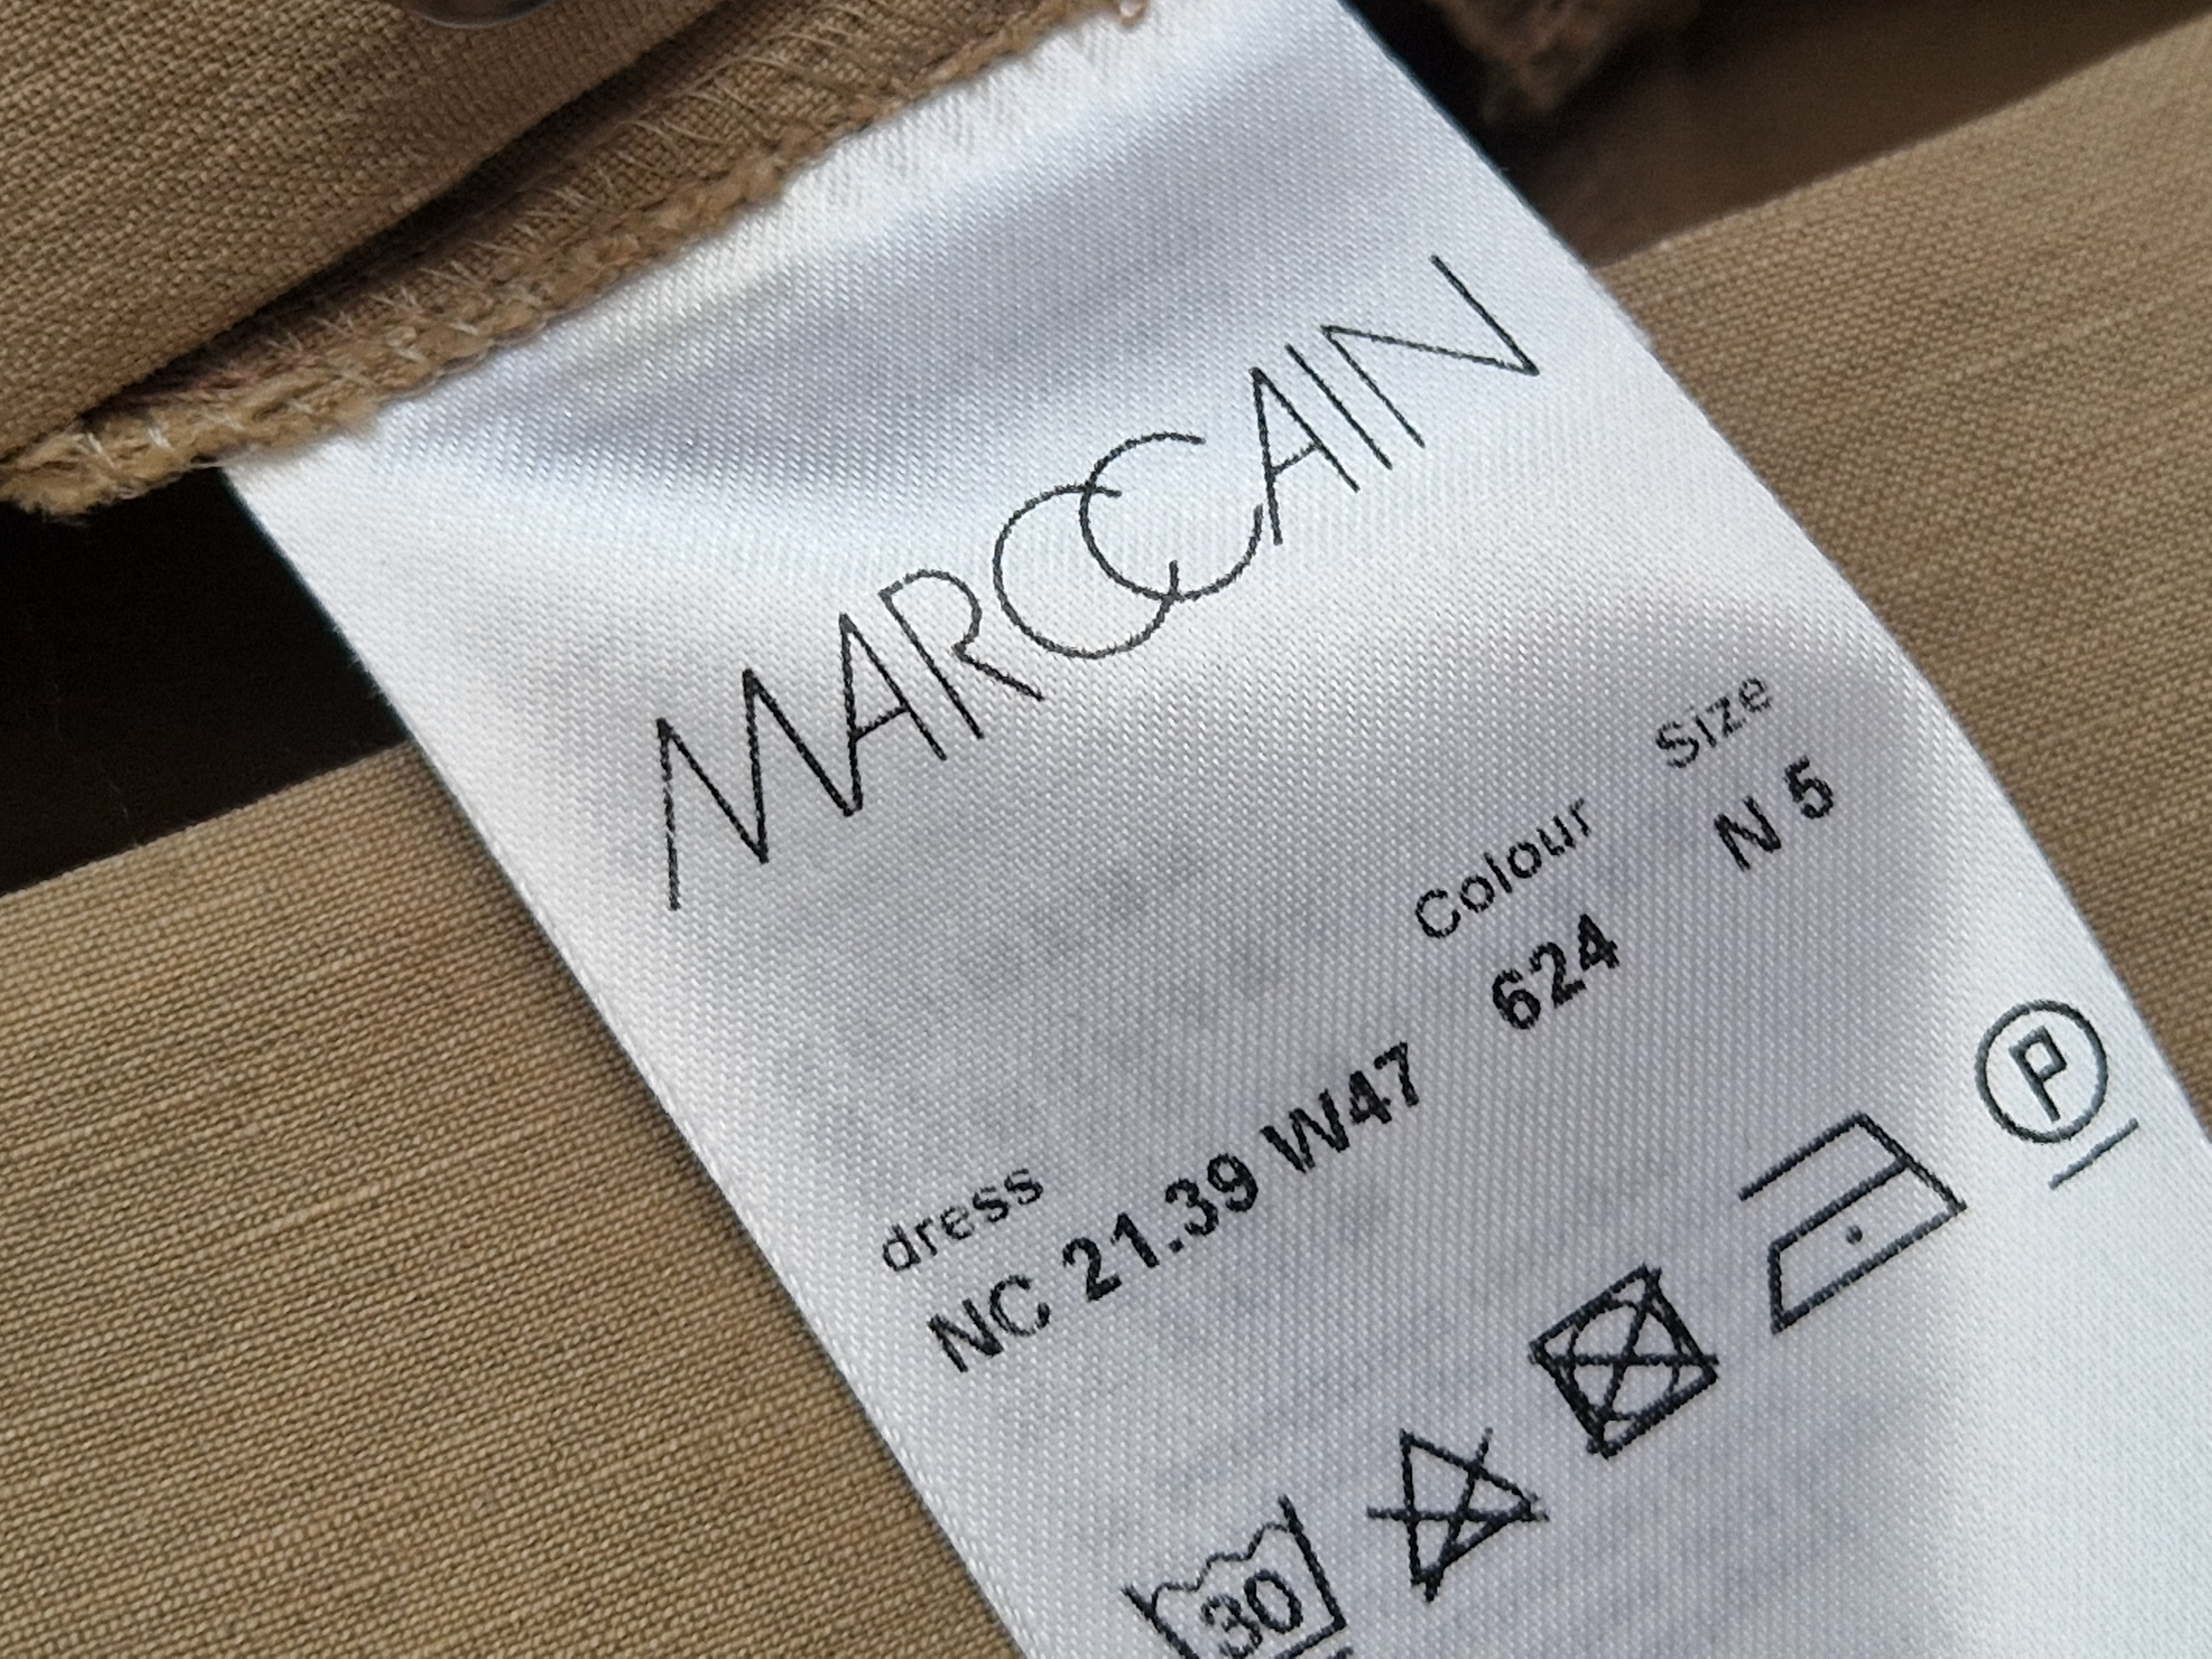 MARCCAIN
dress Colour Size
NC 21.39 W47 624 N 5
30 P